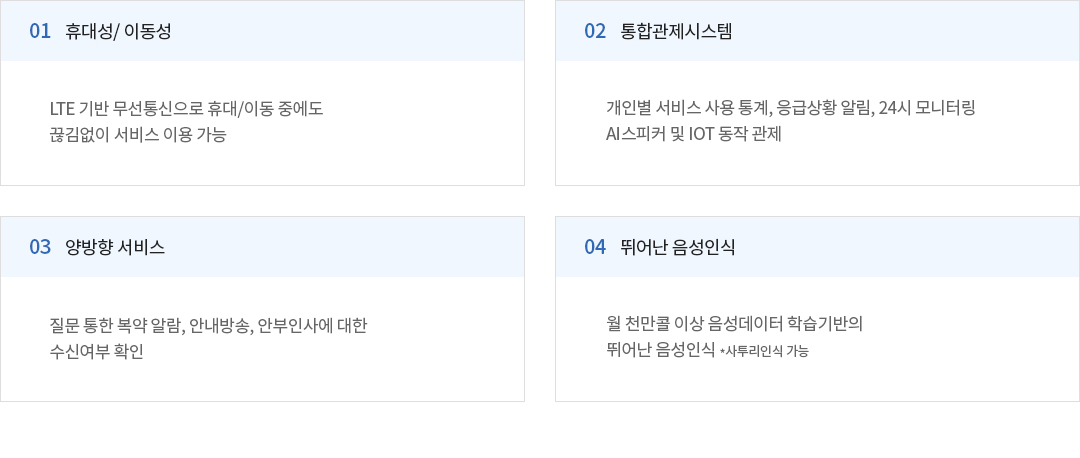 01 휴대성/ 이동성
LTE 기반 무선통신으로 휴대/이동 중에도
끊김없이 서비스 이용 가능
02 통합관제시스템
개인별 서비스 사용 통계, 응급상황 알림, 24시 모니터링
AI스피커 및 IOT 동작 관제
03 양방향 서비스
질문 통한 복약 알람, 안내방송, 안부인사에 대한
수신여부 확인
04 뛰어난 음성인식
월 천만콜 이상 음성데이터 학습기반의
뛰어난 음성인식 *사투리인식 가능